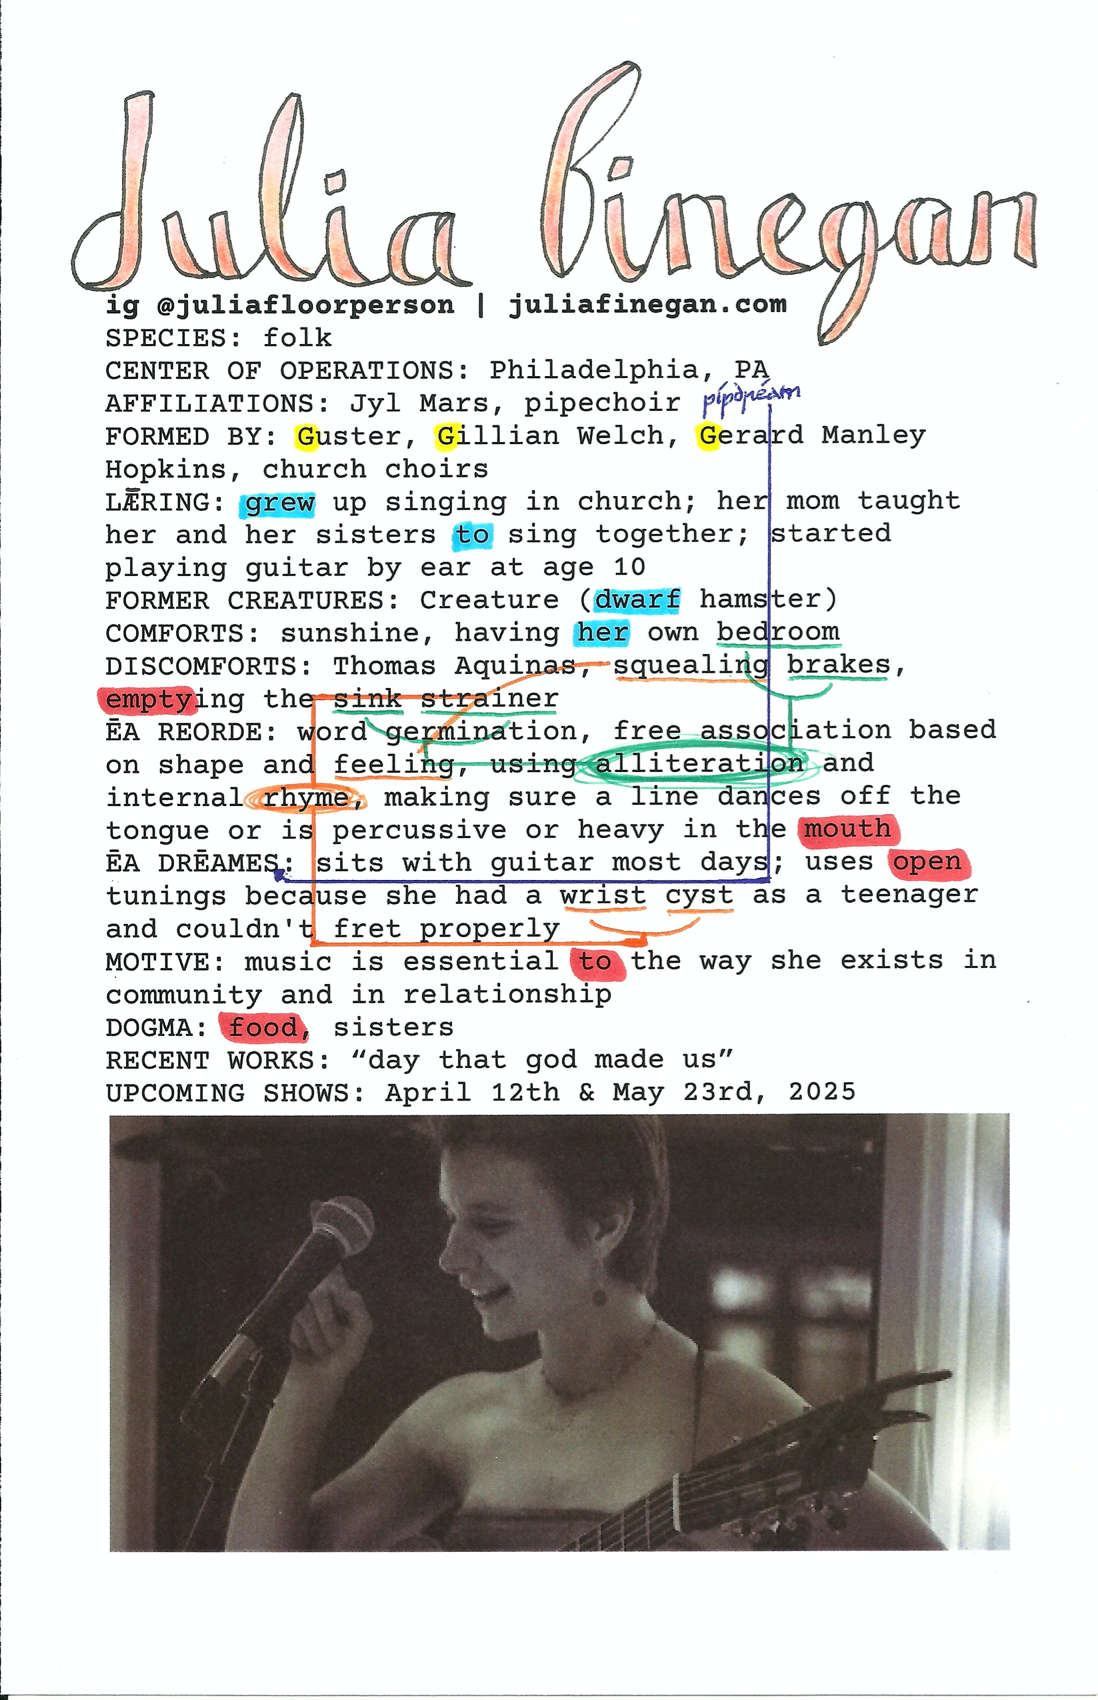 Julia Finegan
ig @juliafloorperson | juliafinegan.com
SPECIES: folk
CENTER OF OPERATIONS: Philadelphia, PA
AFFILIATIONS: Jyl Mars, pipechoir pīpdrēam
FORMED BY: Guster, Gillian Welch, Gerard Manley
Hopkins, church choirs
LǢRING: grew up singing in church; her mom taught
her and her sisters to sing together; started
playing guitar by ear at age 10
FORMER CREATURES: Creature (dwarf hamster)
COMFORTS: sunshine, having her own bedroom
DISCOMFORTS: Thomas Aquinas, squealing brakes,
emptying the sink strainer
ĒA REORDE: word germination, free association based
on shape and feeling, using alliteration and
internal rhyme, making sure a line dances off the
tongue or is percussive or heavy in the mouth
ĒA DRĒAMES: sits with guitar most days; uses open
tunings because she had a wrist cyst as a teenager
and couldn't fret properly
MOTIVE: music is essential to the way she exists in
community and in relationship
DOGMA: food, sisters
RECENT WORKS: “day that god made us”
UPCOMING SHOWS: April 12th & May 23rd, 2025